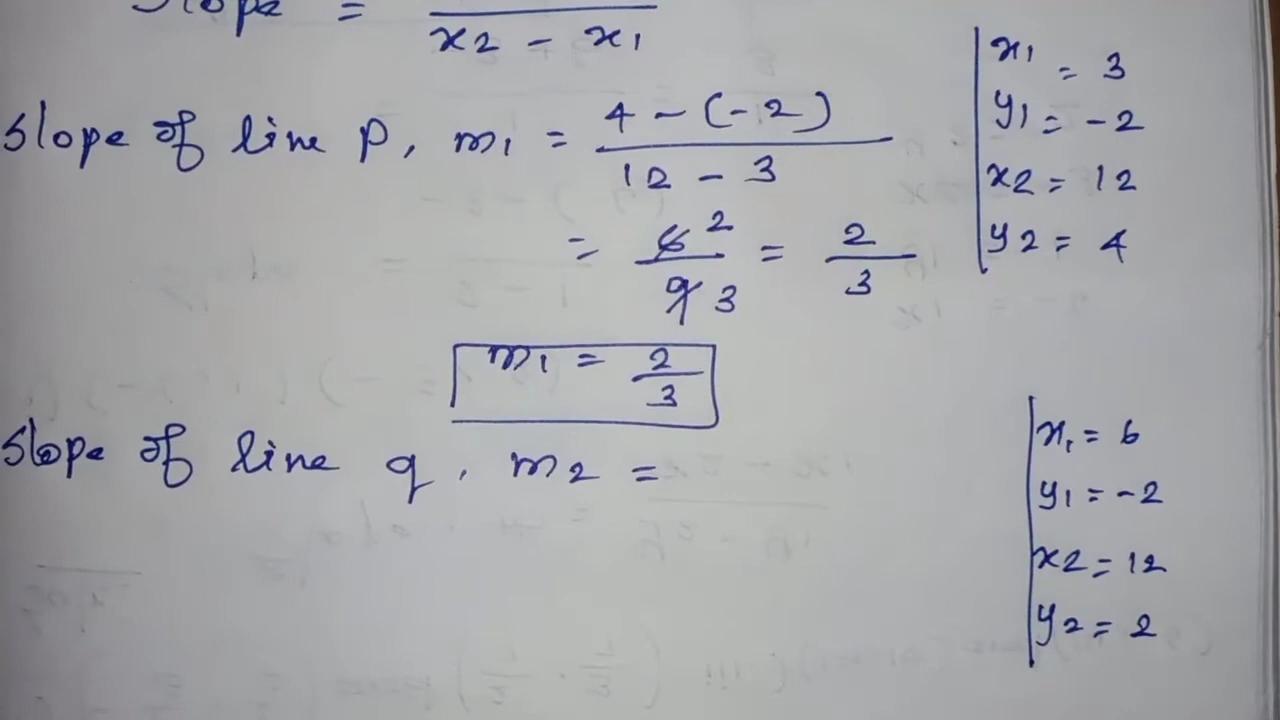 Slope = ―――
x2 - x1
Slope of line p, m1 = 4 - (-2) / 12 - 3
x1 = 3
y1 = -2
x2 = 12
y2 = 4
= 6 2 / 9 3 = 2 / 3
m1 = 2 / 3
Slope of line q, m2 =
x1 = 6
y1 = -2
x2 = 12
y2 = 2